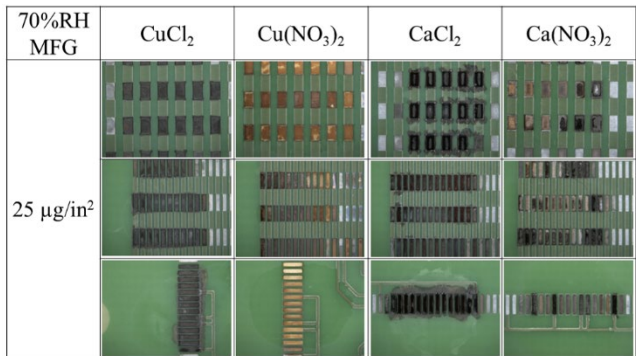 70%RH
MFG
CuCl₂
Cu(NO₃)₂
CaCl₂
Ca(NO₃)₂
25 µg/in²